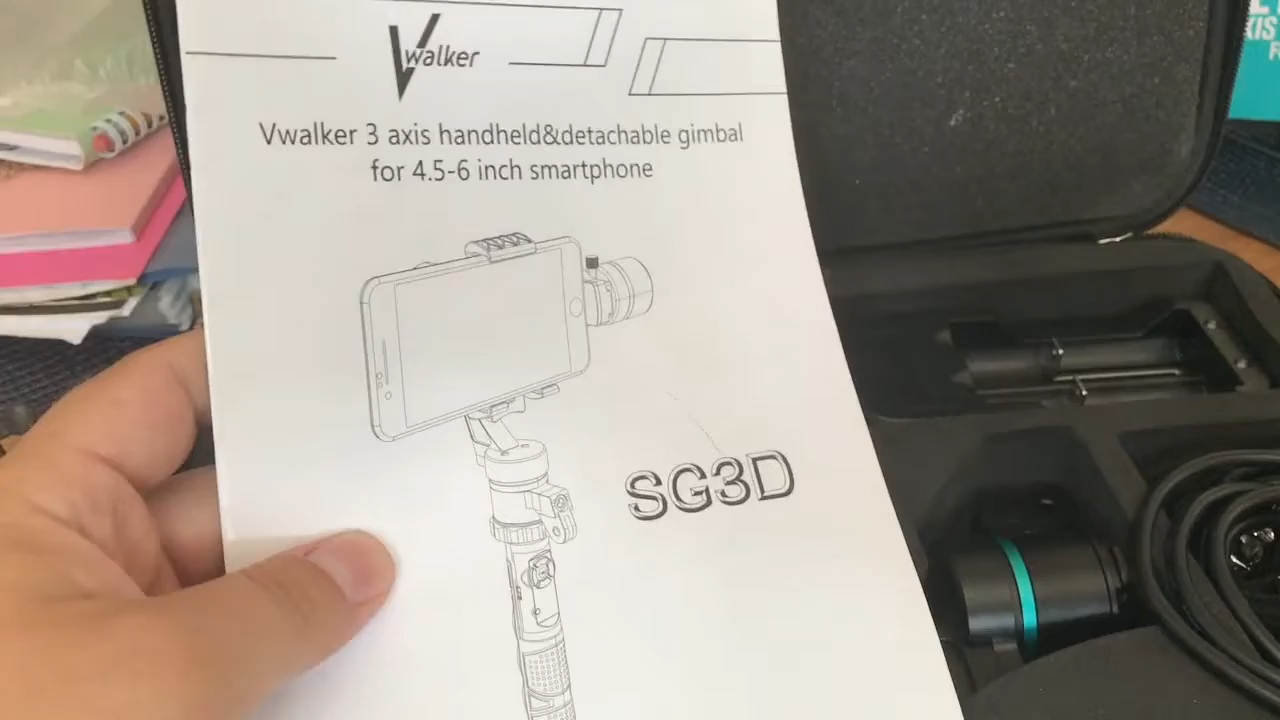 Vwalker
Vwalker 3 axis handheld&detachable gimbal
for 4.5-6 inch smartphone
SG3D